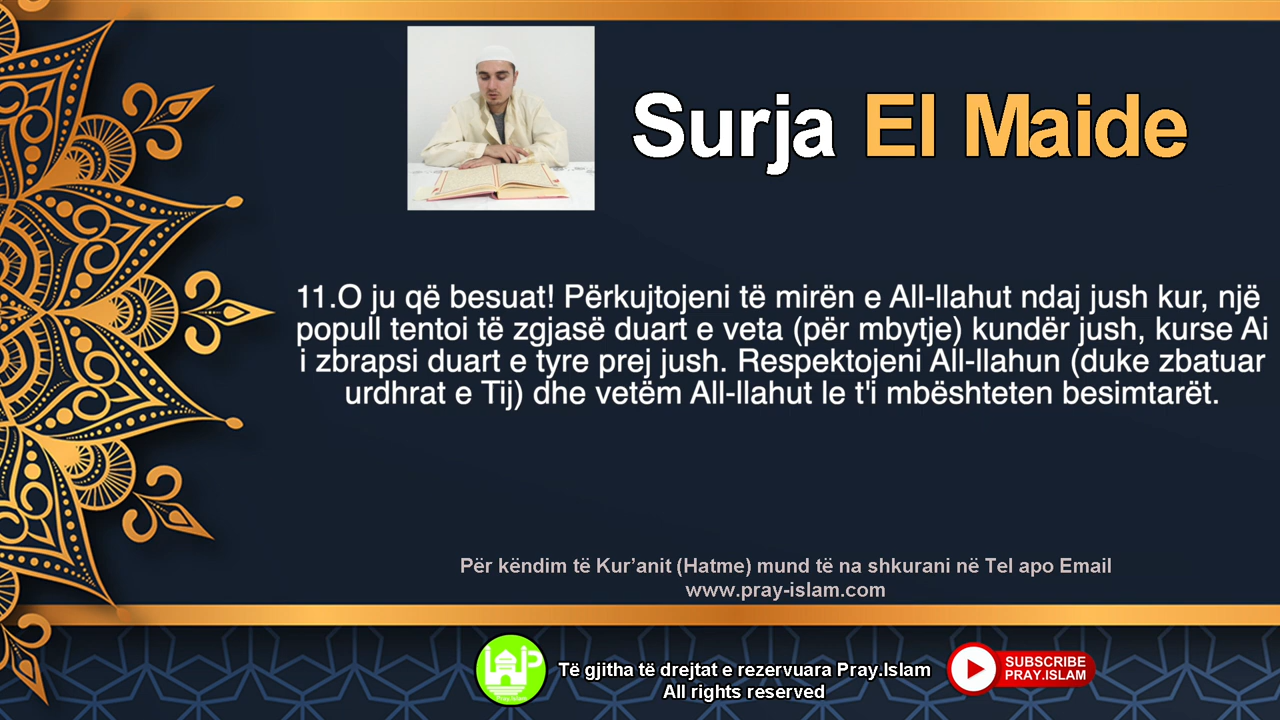 Surja El Maide
11.O ju që besuat! Përkujtojeni të mirën e All-llahut ndaj jush kur, një
popull tentoi të zgjasë duart e veta (për mbytje) kundër jush, kurse Ai
i zbrapsi duart e tyre prej jush. Respektojeni All-llahun (duke zbatuar
urdhrat e Tij) dhe vetëm All-llahut le t'i mbështeten besimtarët.
Për këndim të Kur’anit (Hatme) mund të na shkurani në Tel apo Email
www.pray-islam.com
Pray.Islam
Të gjitha të drejtat e rezervuara Pray.Islam
All rights reserved
SUBSCRIBE
PRAY.ISLAM